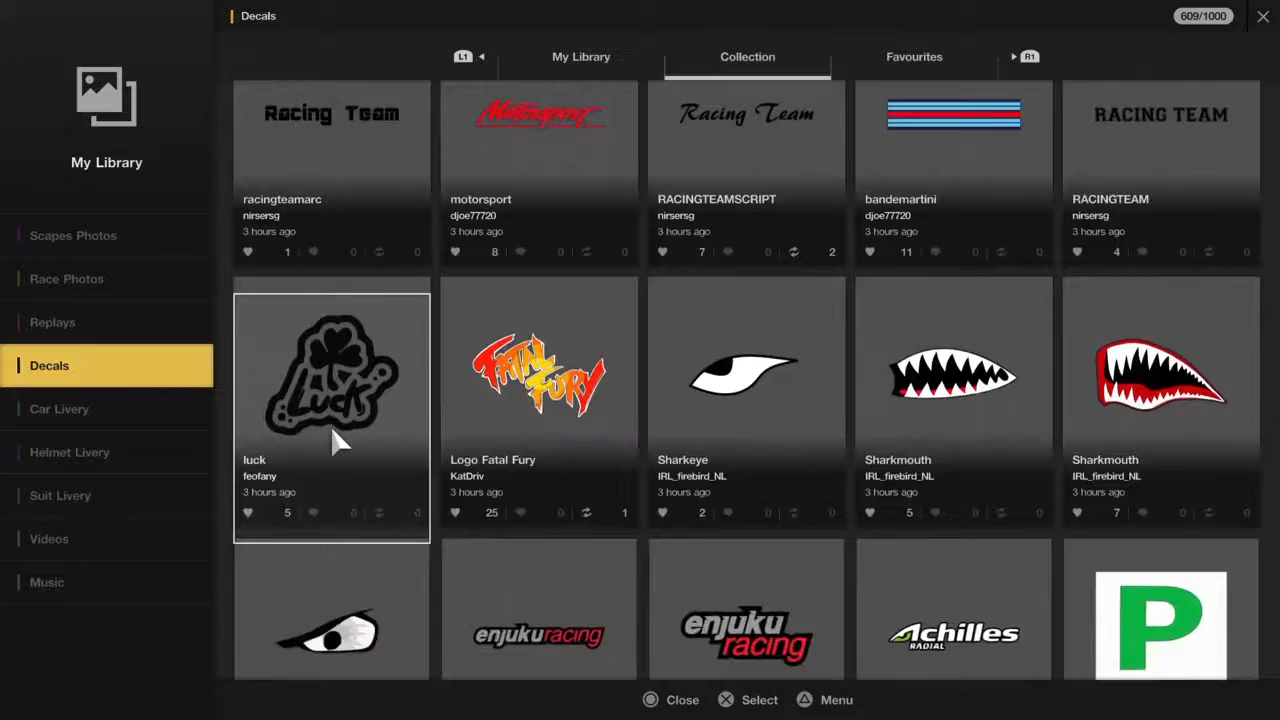 Decals
609/1000
L1
My Library
Collection
Favourites
R1
My Library
Scapes Photos
Race Photos
Replays
Decals
Car Livery
Helmet Livery
Suit Livery
Videos
Music
Racing Team
racingteamarc
nirsersg
3 hours ago
1 0 0
Motorsport
motorsport
djoe77720
3 hours ago
8 0 0
Racing Team
RACINGTEAMSCRIPT
nirsersg
3 hours ago
7 0 2
bandemartini
djoe77720
3 hours ago
11 0 0
RACING TEAM
RACINGTEAM
nirsersg
3 hours ago
4 0 0
Luck
luck
feofany
3 hours ago
5 0 0
FATAL
FURY
Logo Fatal Fury
KatDriv
3 hours ago
25 0 1
Sharkeye
IRL_firebird_NL
3 hours ago
2 0 0
Sharkmouth
IRL_firebird_NL
3 hours ago
5 0 0
Sharkmouth
IRL_firebird_NL
3 hours ago
7 0 0
enjukuracing
enjuku
racing
Achilles
RADIAL
P
Close
Select
Menu